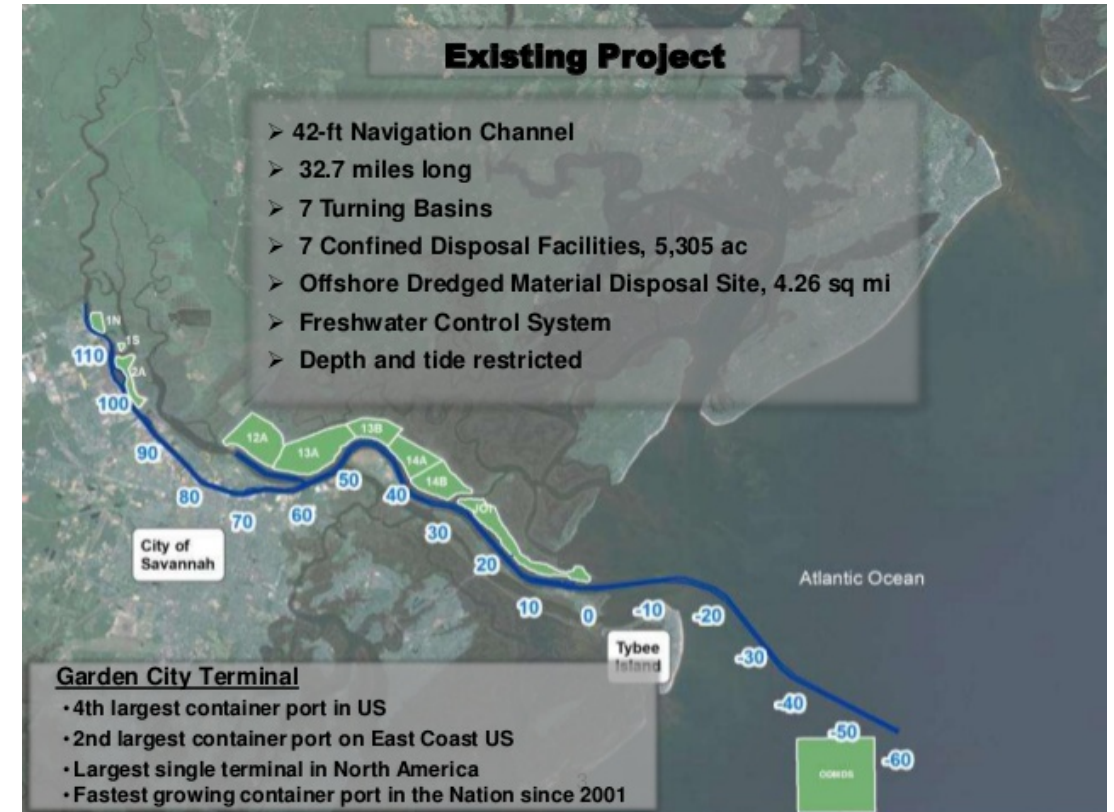 Existing Project
➢ 42-ft Navigation Channel
➢ 32.7 miles long
➢ 7 Turning Basins
➢ 7 Confined Disposal Facilities, 5,305 ac
➢ Offshore Dredged Material Disposal Site, 4.26 sq mi
➢ Freshwater Control System
➢ Depth and tide restricted
1N
1S
110
2A
100
90
80
70
60
50
40
30
20
10
0
-10
-20
-30
-40
-50
-60
12A
13A
13B
14A
14B
City of
Savannah
Atlantic Ocean
Tybee
Island
Garden City Terminal
• 4th largest container port in US
• 2nd largest container port on East Coast US
• Largest single terminal in North America
• Fastest growing container port in the Nation since 2001
3